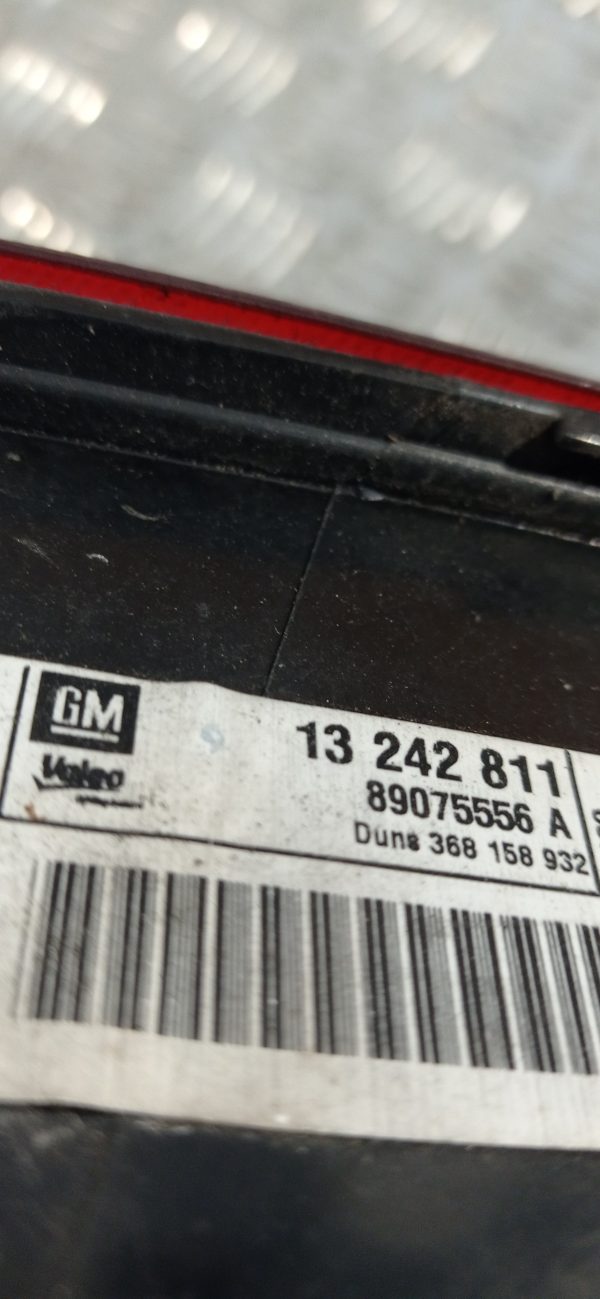 GM
Valeo
13 242 811
89075556 A
Duns 368 158 932